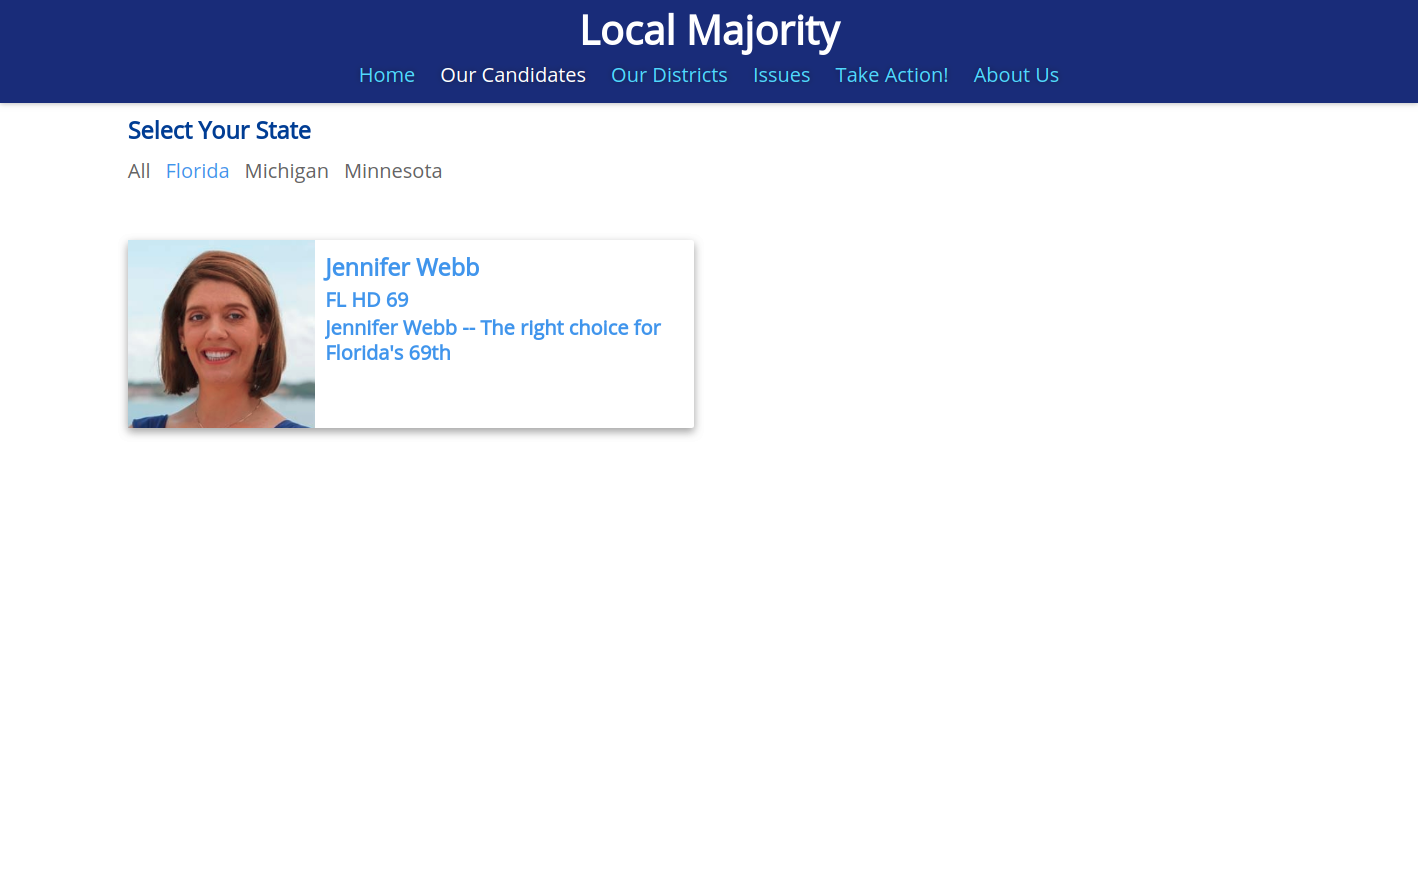 Local Majority
Home Our Candidates Our Districts Issues Take Action! About Us
Select Your State
All Florida Michigan Minnesota
Jennifer Webb
FL HD 69
Jennifer Webb -- The right choice for
Florida's 69th